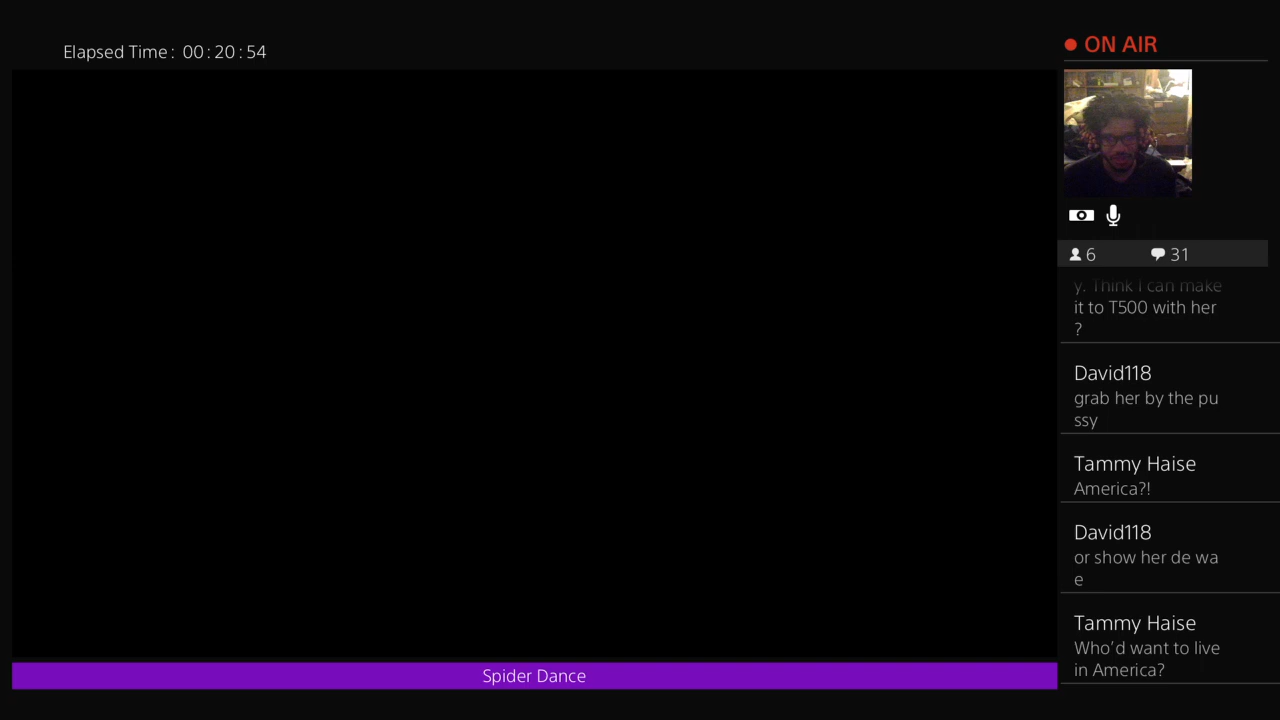 Elapsed Time: 00:20:54
ON AIR
6 31
y. Think I can make
it to T500 with her
?
David118
grab her by the pu
ssy
Tammy Haise
America?!
David118
or show her de wa
e
Tammy Haise
Who'd want to live
in America?
Spider Dance